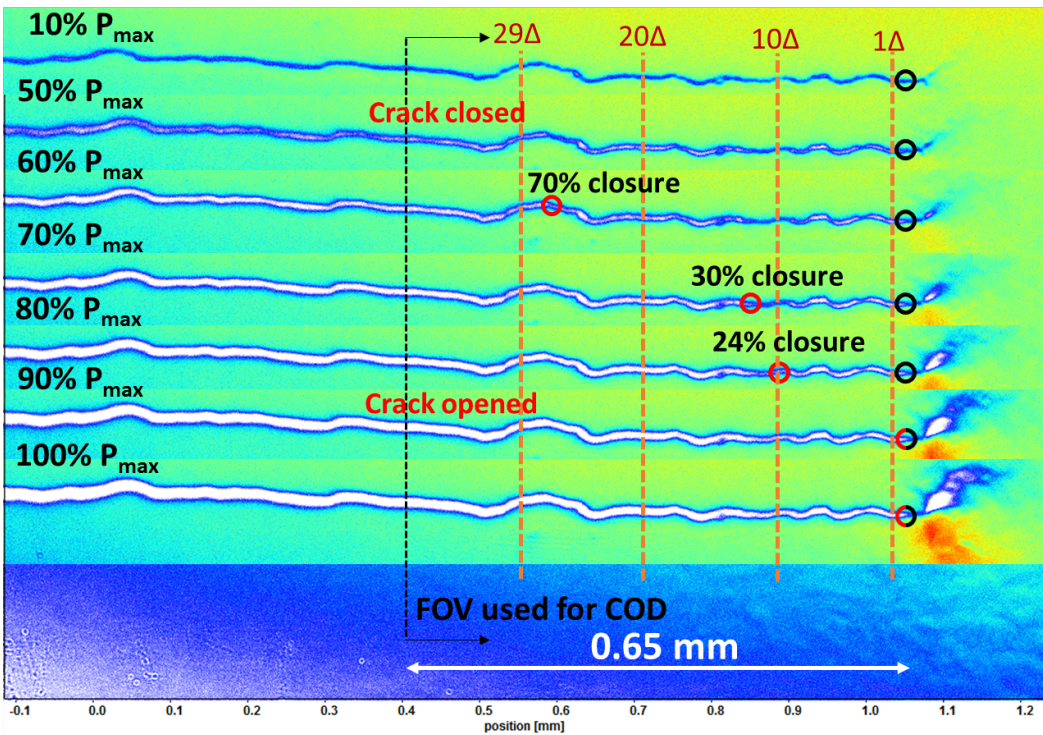 10% Pmax
29Δ 20Δ 10Δ 1Δ
50% Pmax
Crack closed
60% Pmax
70% closure
70% Pmax
30% closure
80% Pmax
24% closure
90% Pmax
Crack opened
100% Pmax
FOV used for COD
0.65 mm
-0.1 0.0 0.1 0.2 0.3 0.4 0.5 0.6 0.7 0.8 0.9 1.0 1.1 1.2
position [mm]